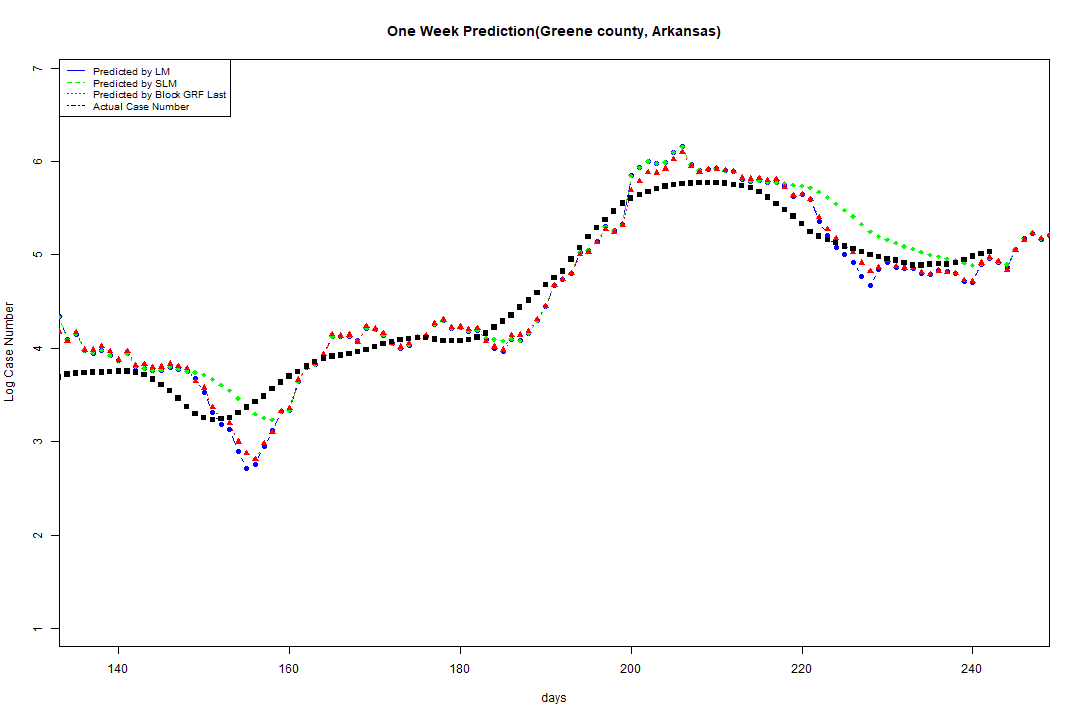 One Week Prediction(Greene county, Arkansas)
Predicted by LM
Predicted by SLM
Predicted by Block GRF Last
Actual Case Number
7
6
5
4
3
2
1
Log Case Number
140 160 180 200 220 240
days